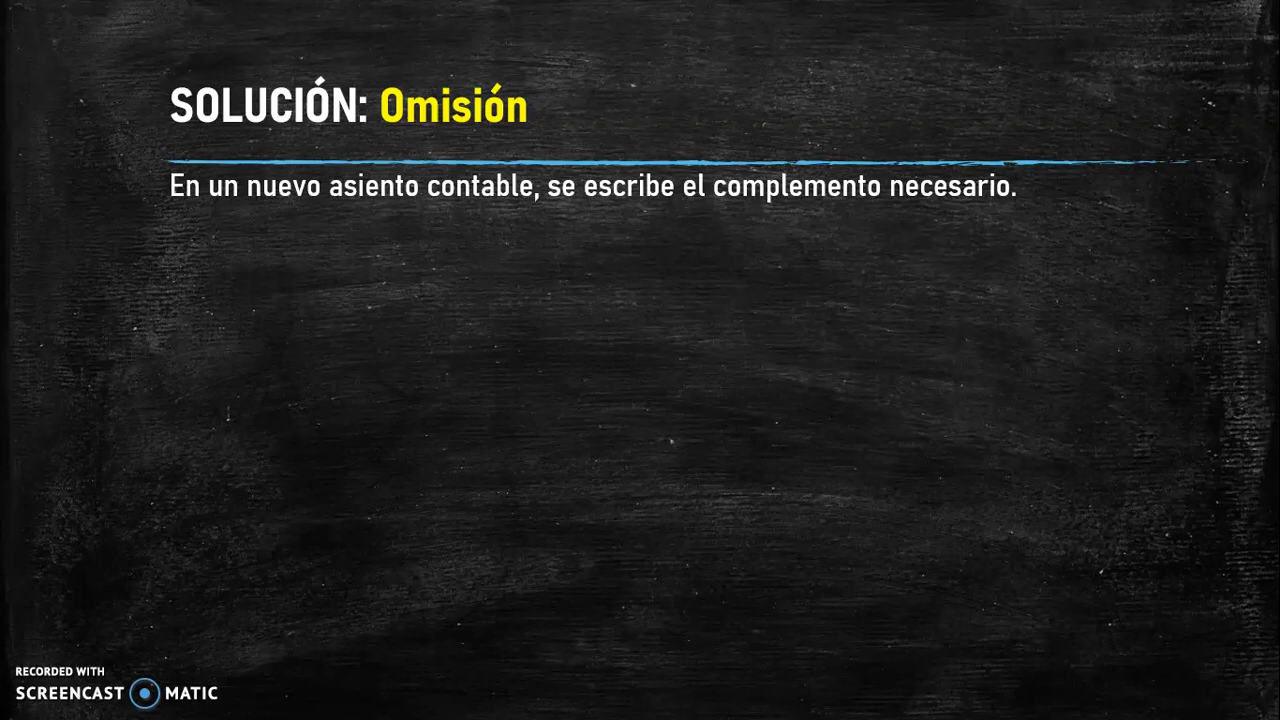 SOLUCIÓN: Omisión
En un nuevo asiento contable, se escribe el complemento necesario.
RECORDED WITH
SCREENCAST MATIC